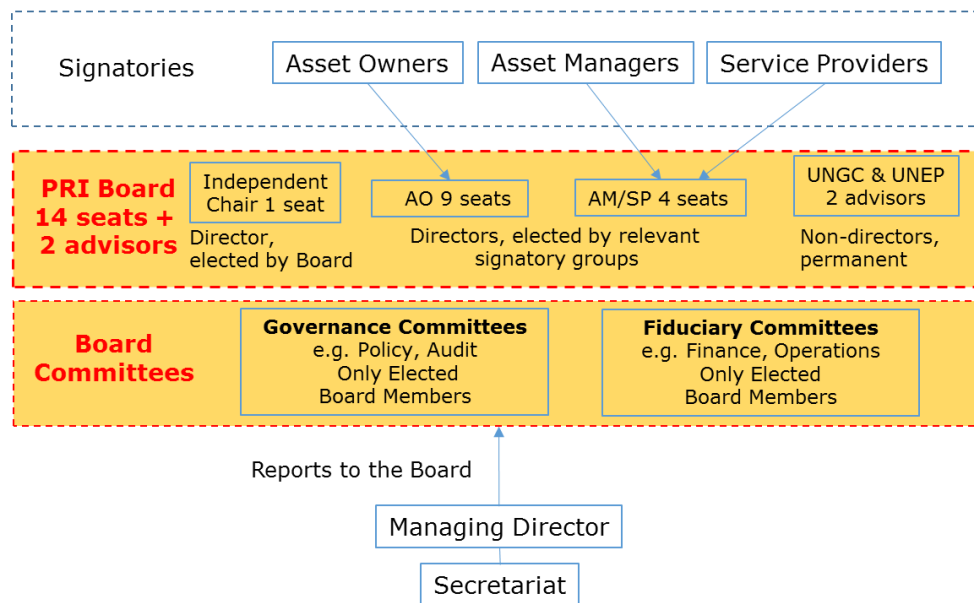 Signatories
Asset Owners
Asset Managers
Service Providers
PRI Board
14 seats +
2 advisors
Independent
Chair 1 seat
Director,
elected by Board
AO 9 seats
AM/SP 4 seats
Directors, elected by relevant
signatory groups
UNGC & UNEP
2 advisors
Non-directors,
permanent
Board
Committees
Governance Committees
e.g. Policy, Audit
Only Elected
Board Members
Fiduciary Committees
e.g. Finance, Operations
Only Elected
Board Members
Reports to the Board
Managing Director
Secretariat